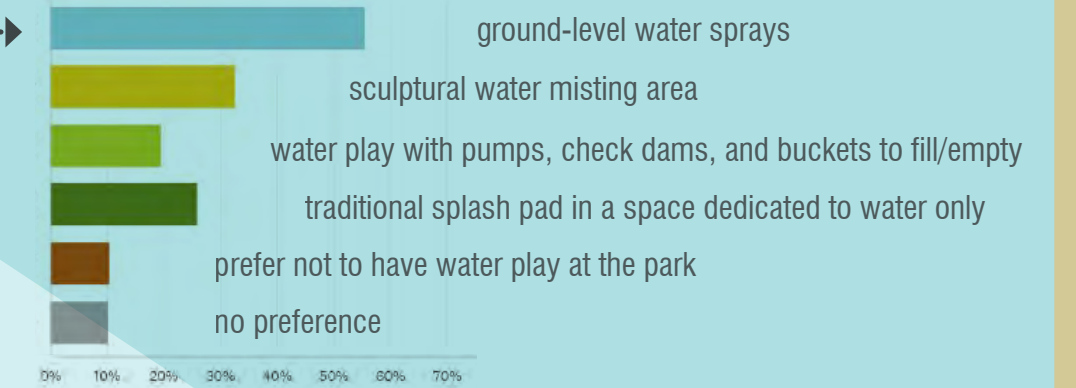 ground-level water sprays
sculptural water misting area
water play with pumps, check dams, and buckets to fill/empty
traditional splash pad in a space dedicated to water only
prefer not to have water play at the park
no preference
0% 10% 20% 30% 40% 50% 60% 70%